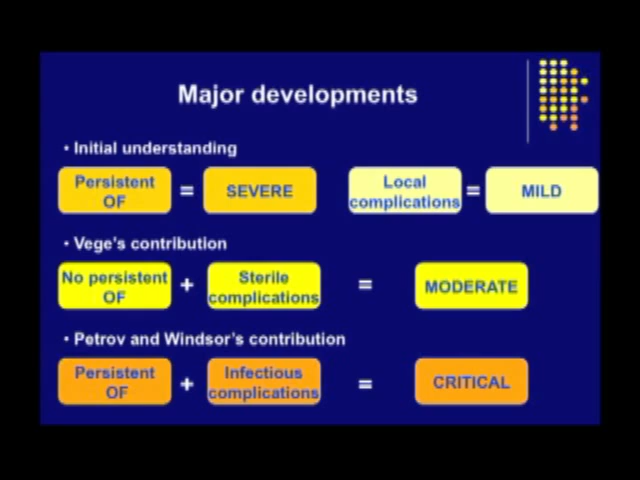 Major developments
• Initial understanding
Persistent OF = SEVERE
Local complications = MILD
• Vege's contribution
No persistent OF + Sterile complications = MODERATE
• Petrov and Windsor's contribution
Persistent OF + Infectious complications = CRITICAL